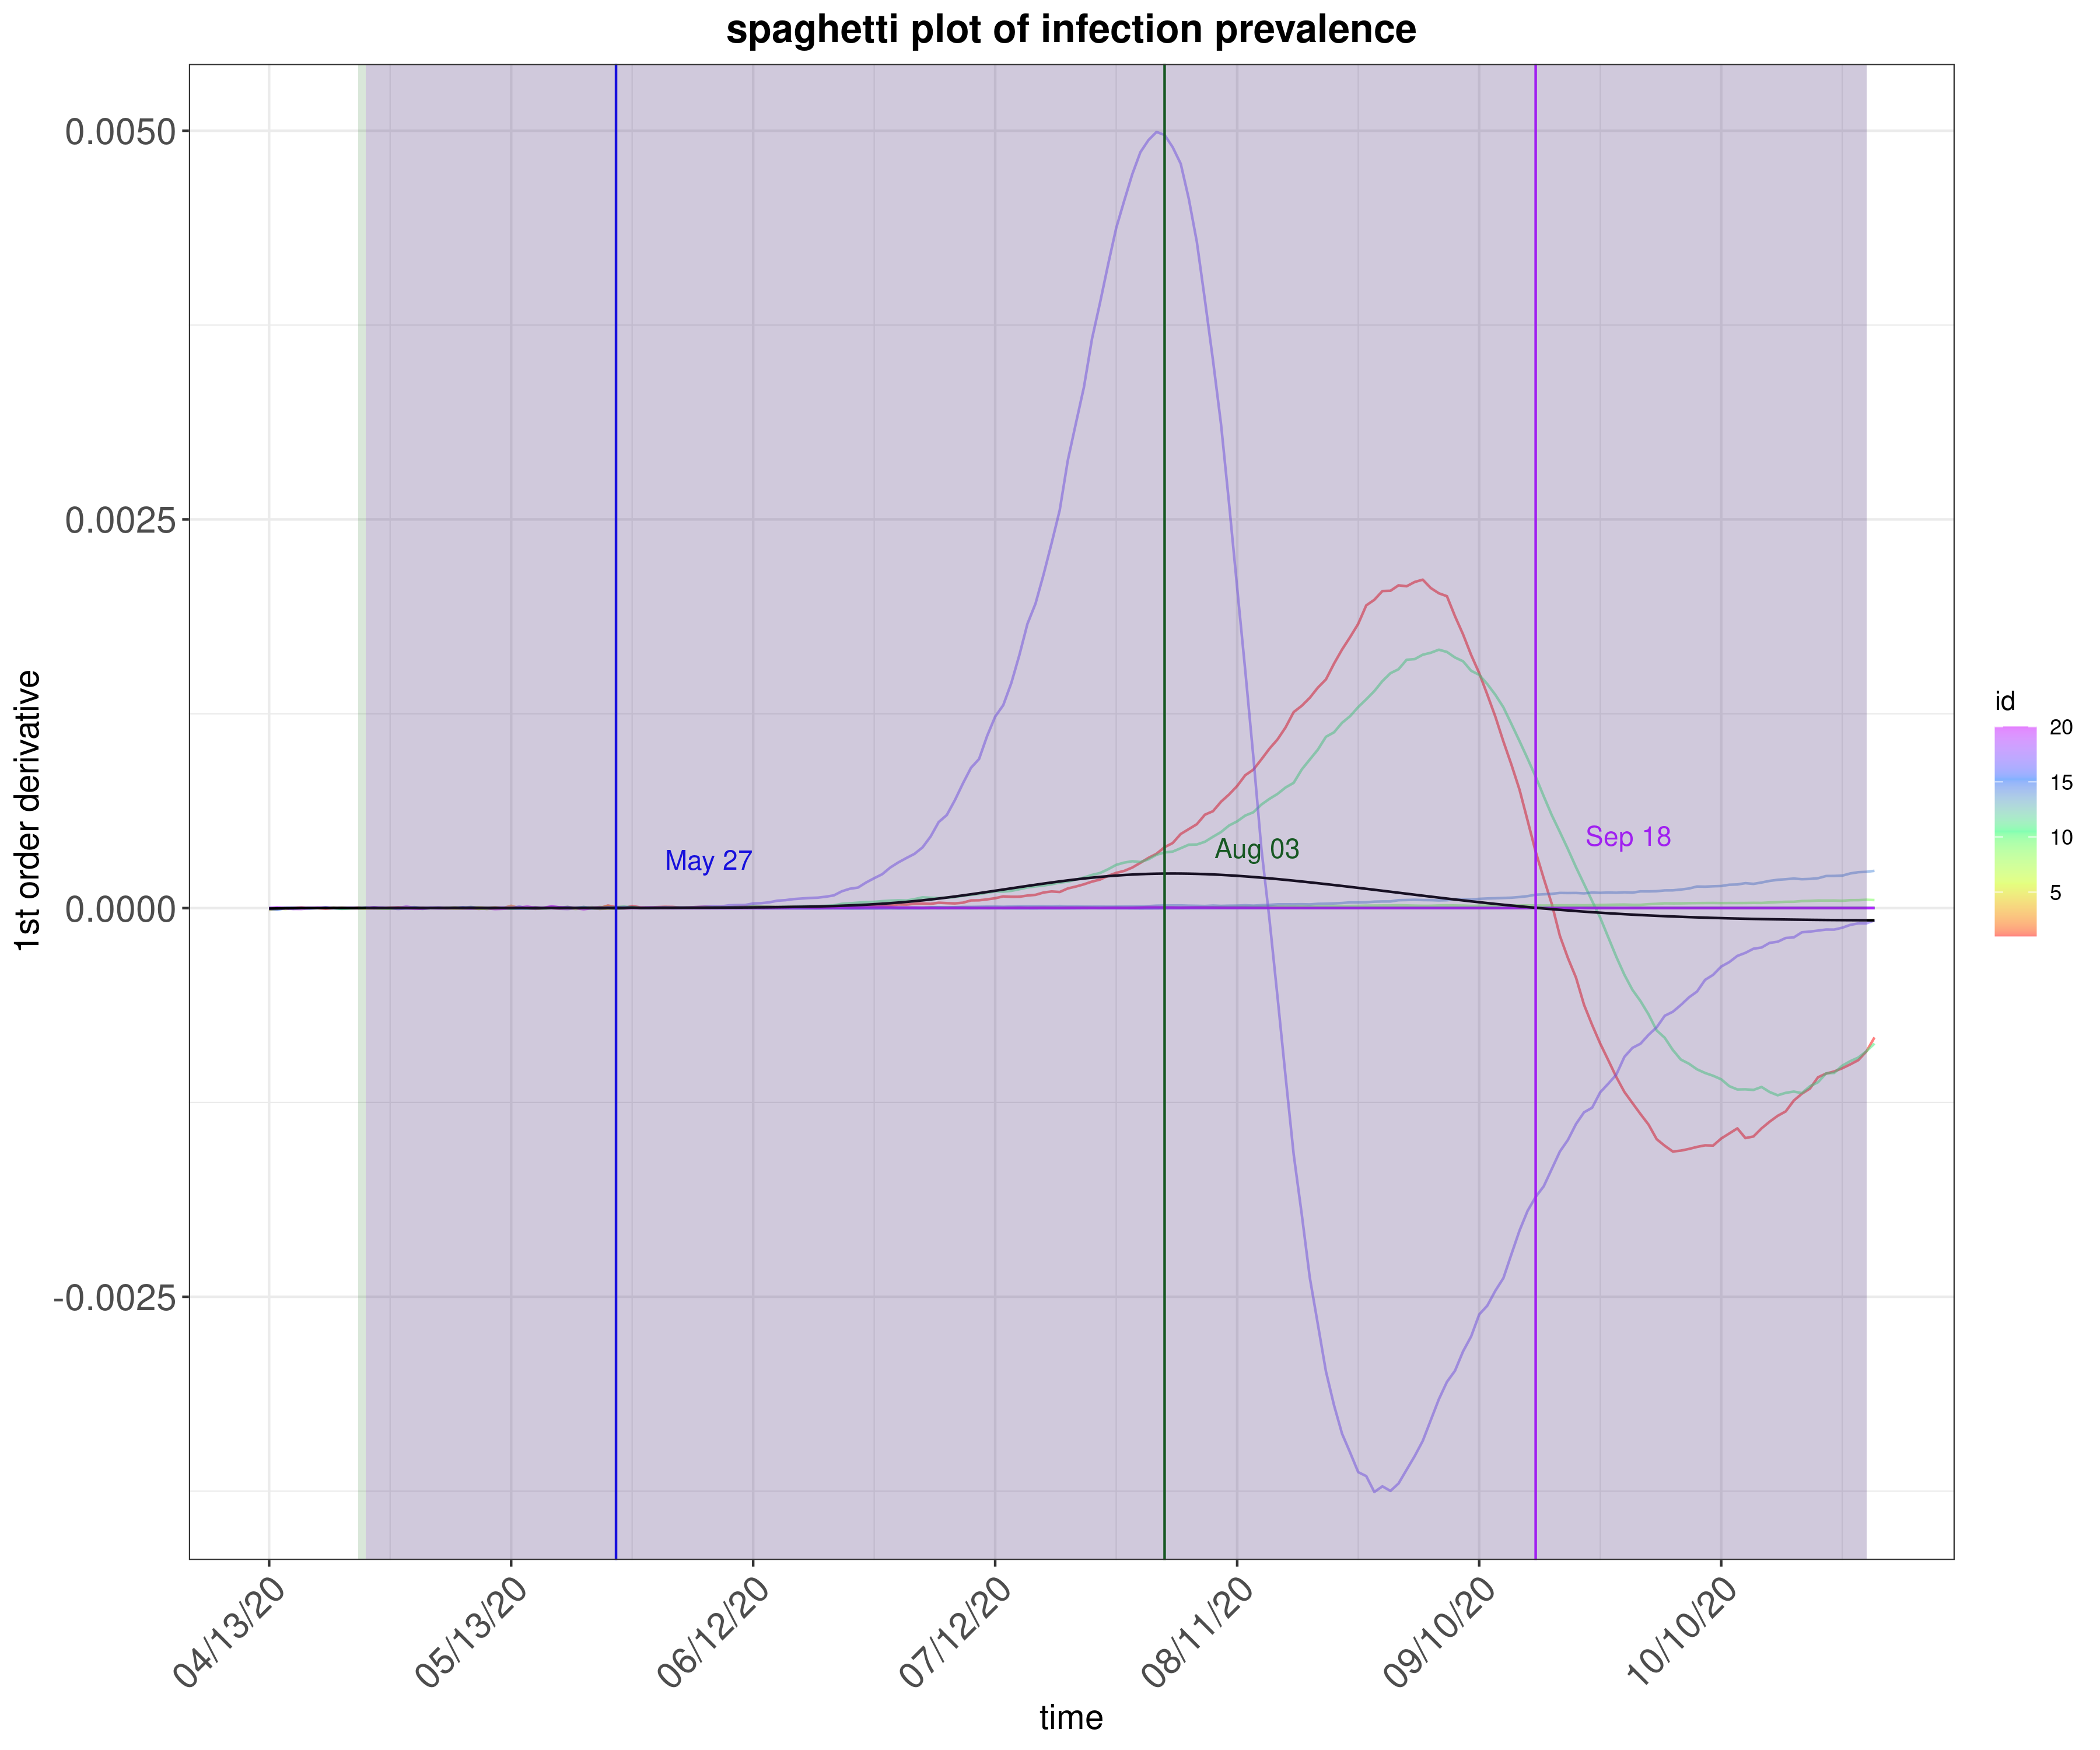 spaghetti plot of infection prevalence
1st order derivative
0.0050
0.0025
0.0000
-0.0025
May 27
Aug 03
Sep 18
04/13/20
05/13/20
06/12/20
07/12/20
08/11/20
09/10/20
10/10/20
time
id
20
15
10
5